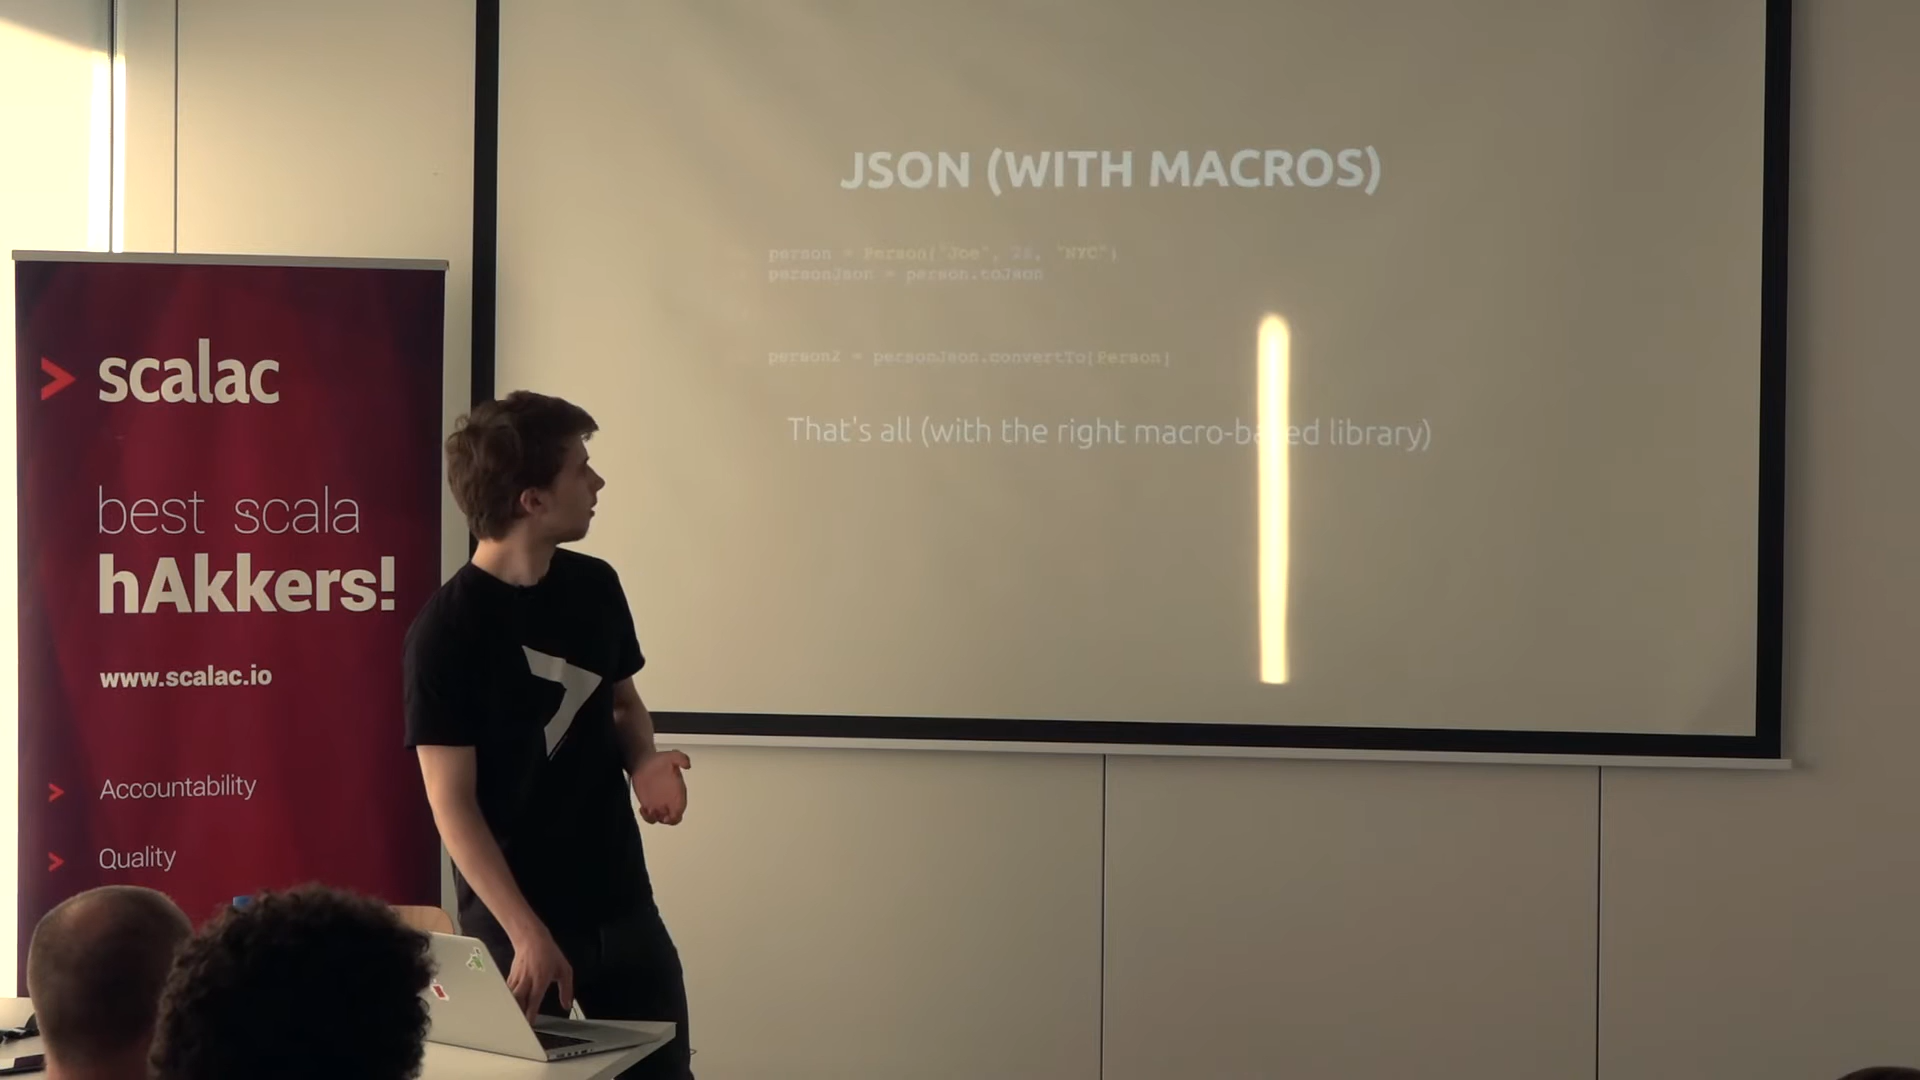 JSON (WITH MACROS)
person = Person("Joe", 28, "NYC")
personJson = person.toJson
person2 = personJson.convertTo[Person]
That's all (with the right macro-based library)
> scalac
best scala
hAkkers!
www.scalac.io
> Accountability
> Quality